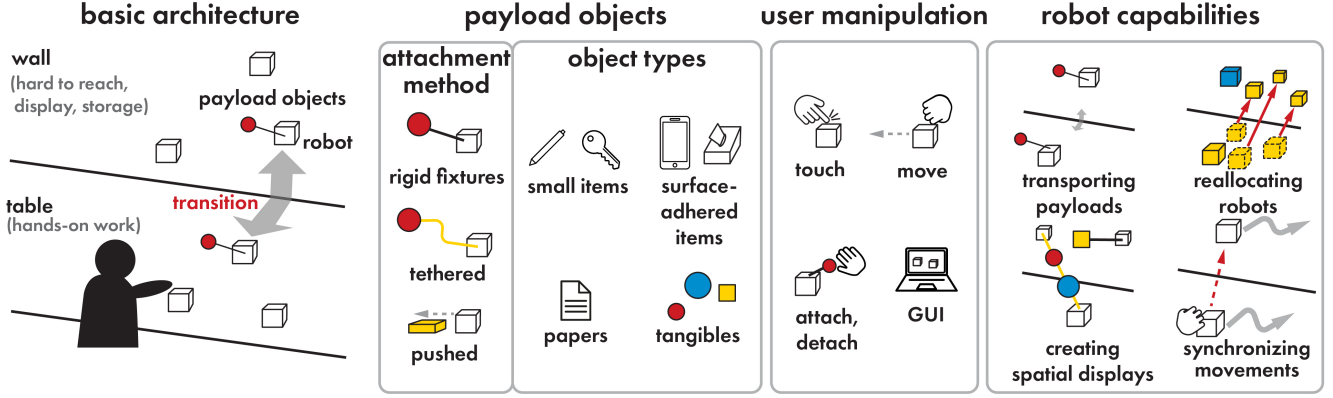 basic architecture
wall
(hard to reach,
display, storage)
payload objects
robot
transition
table
(hands-on work)
payload objects
attachment
method
rigid fixtures
tethered
pushed
object types
small items
surface-
adhered
items
papers
tangibles
user manipulation
touch
move
attach,
detach
GUI
robot capabilities
transporting
payloads
reallocating
robots
creating
spatial displays
synchronizing
movements